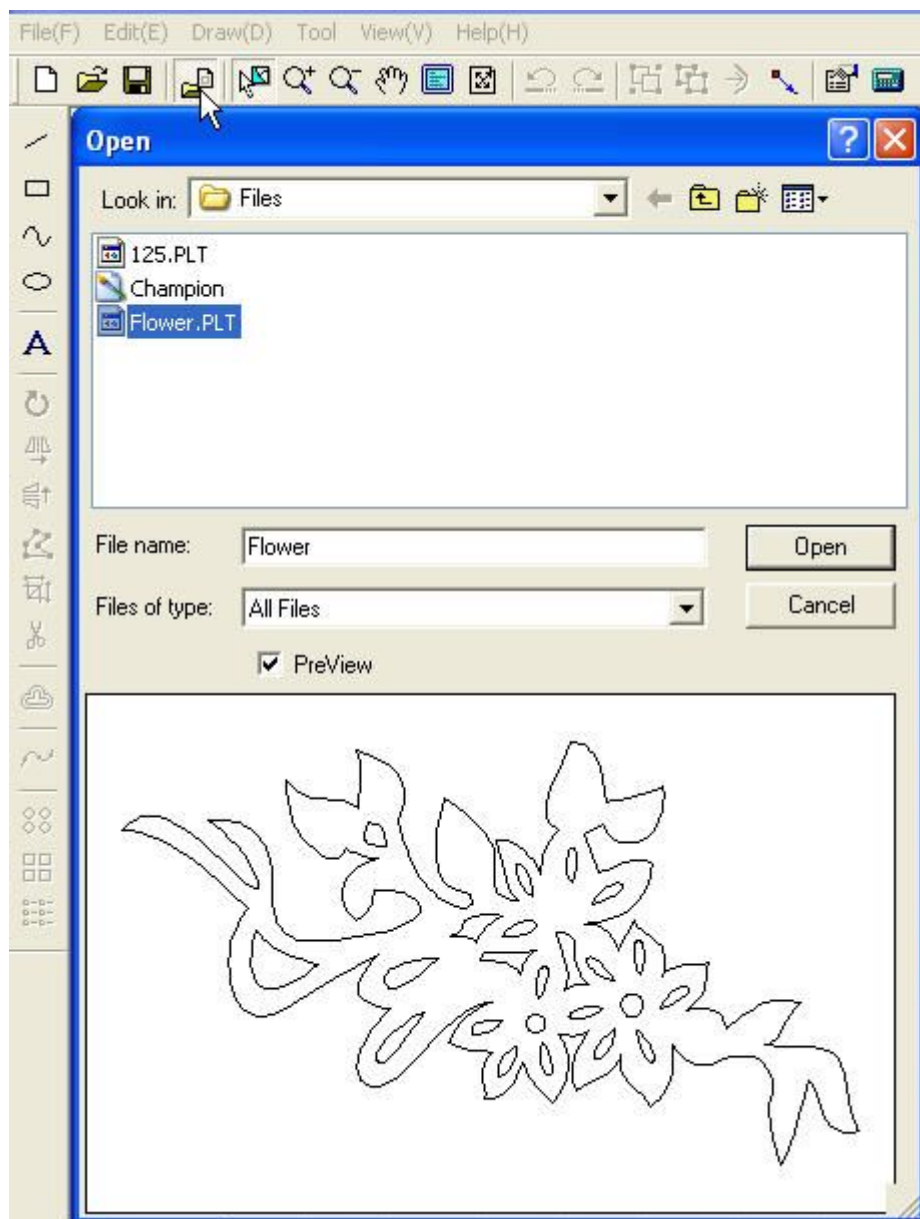 File(F) Edit(E) Draw(D) Tool View(V) Help(H)
Open
Look in: Files
125.PLT
Champion
Flower.PLT
A
File name: Flower Open
Files of type: All Files Cancel
PreView